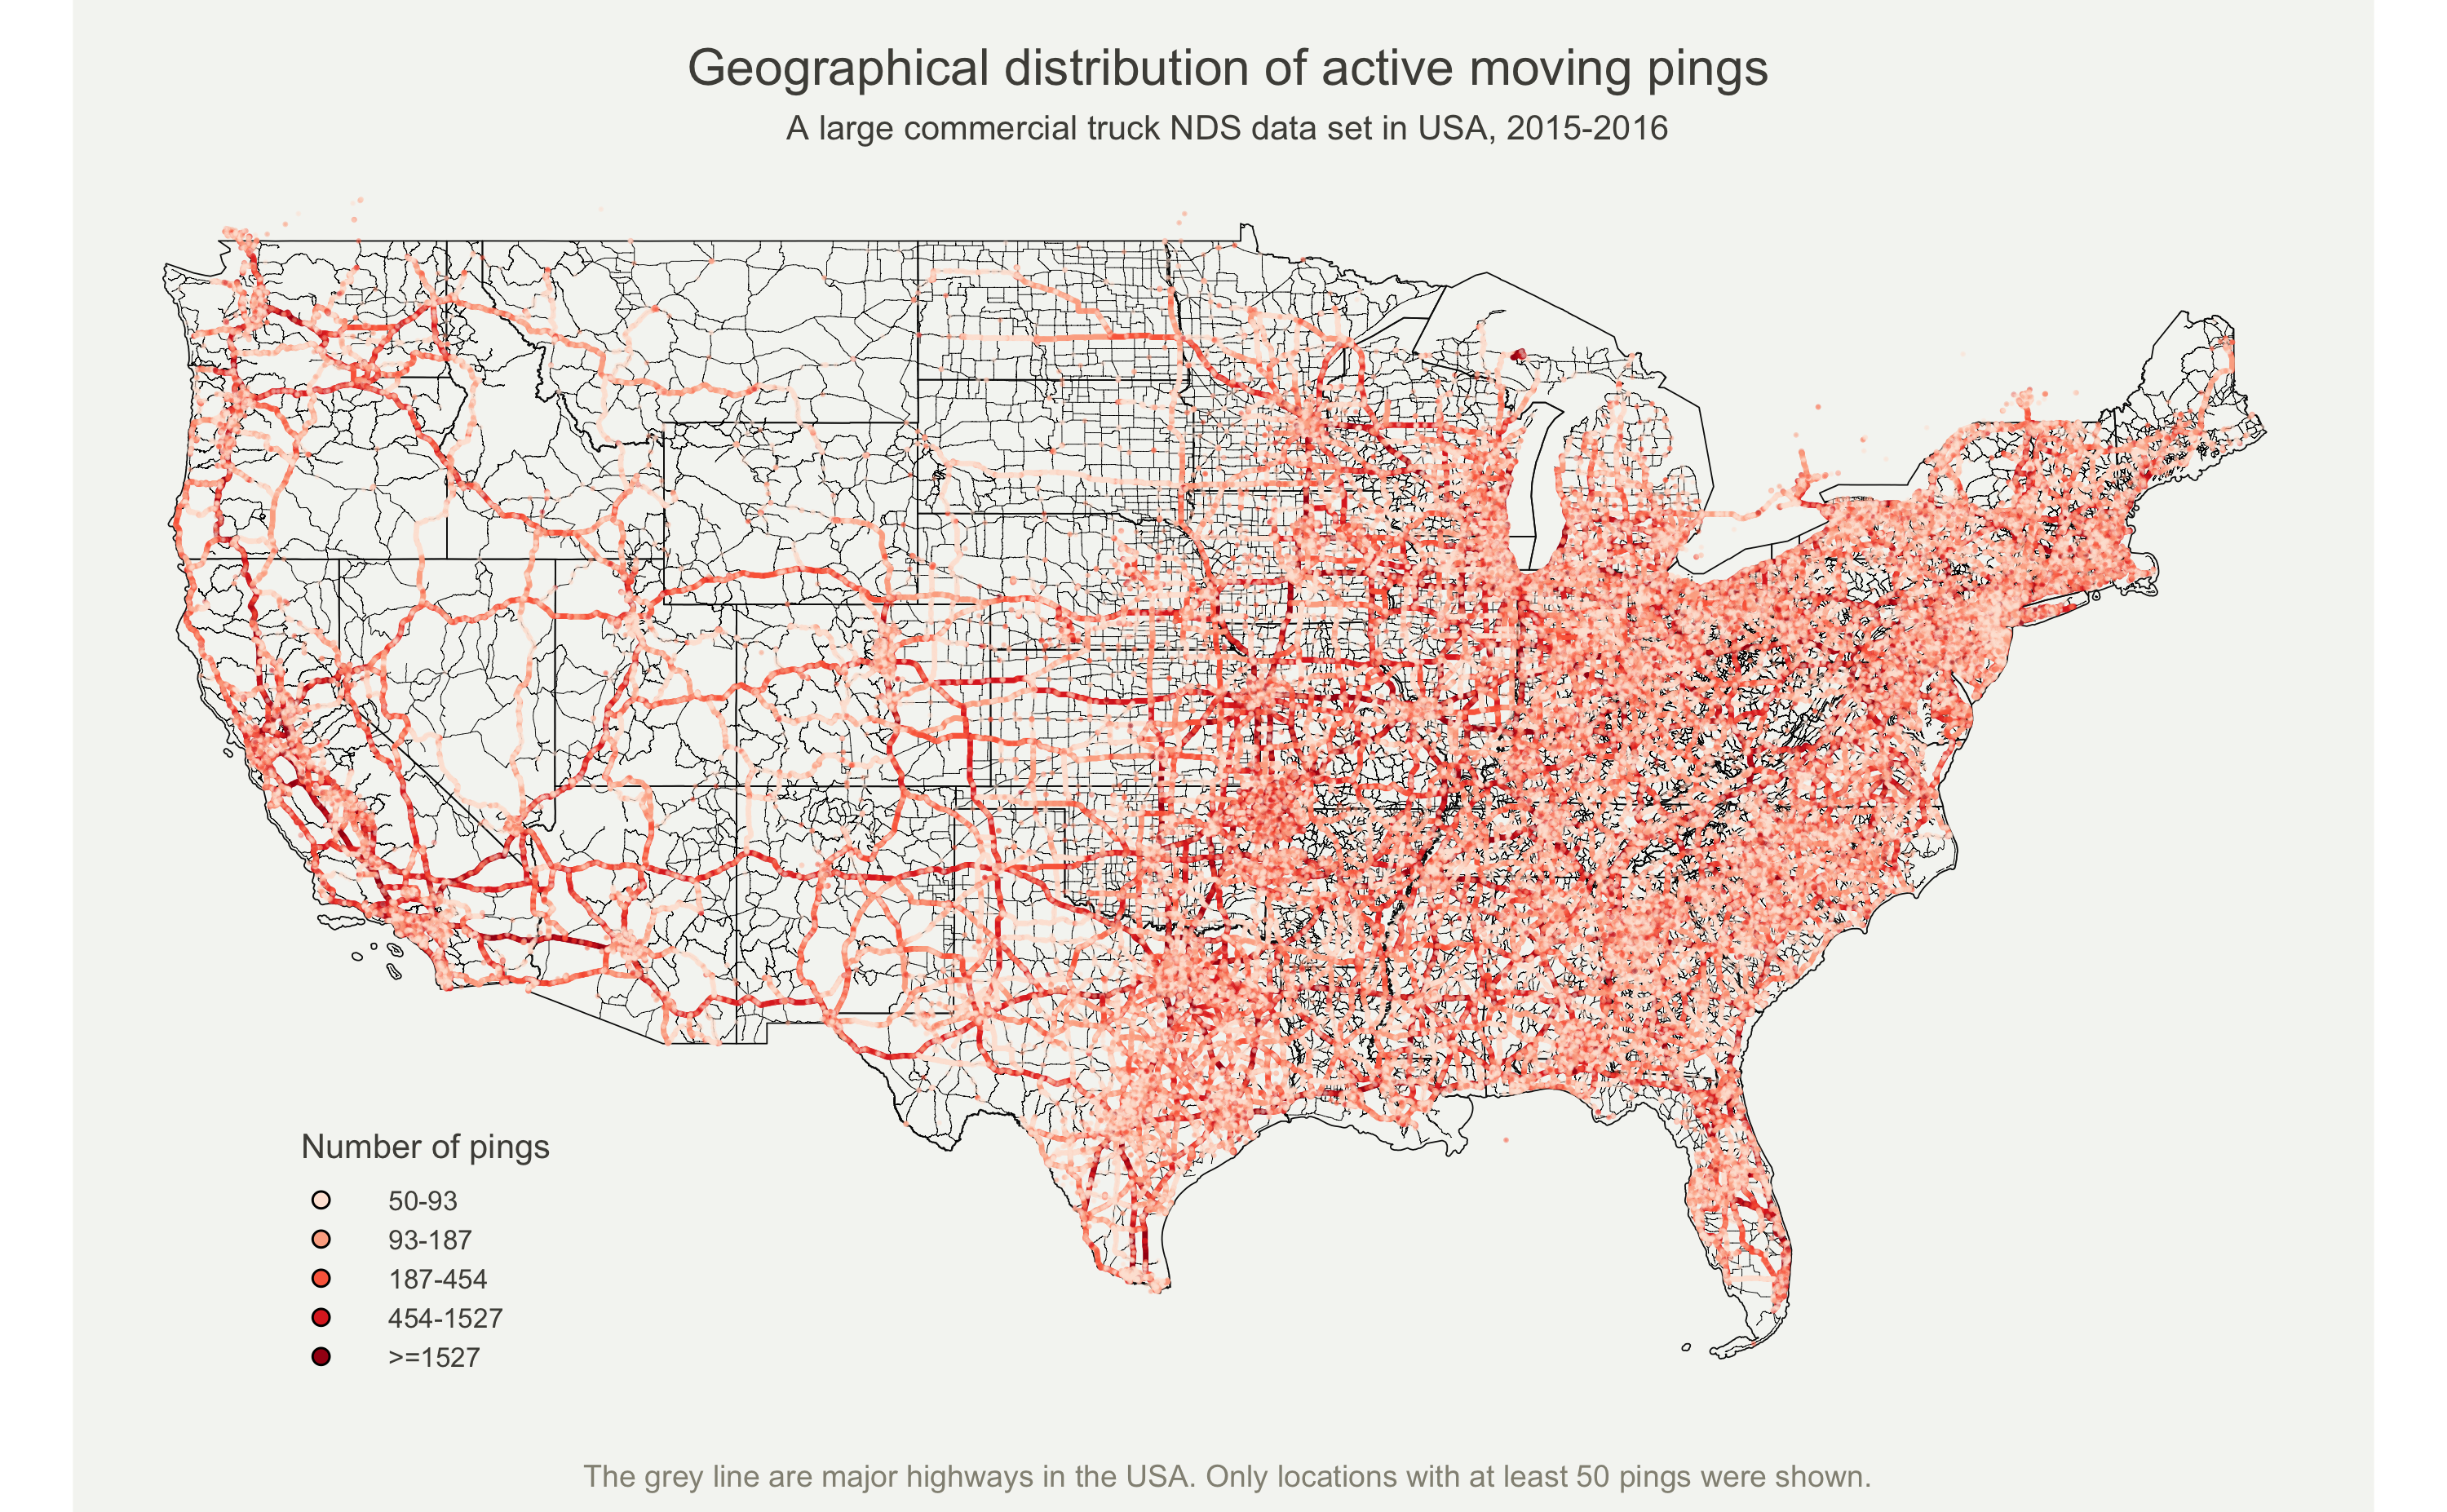 Geographical distribution of active moving pings
A large commercial truck NDS data set in USA, 2015-2016
Number of pings
50-93
93-187
187-454
454-1527
>=1527
The grey line are major highways in the USA. Only locations with at least 50 pings were shown.